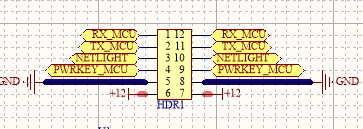 RX_MCU 1 12 RX_MCU
TX_MCU 2 11 TX_MCU
NETLIGHT 3 10 NETLIGHT
PWRKEY_MCU 4 9 PWRKEY_MCU
GND 5 8 GND
+12 6 7 +12
HDR1